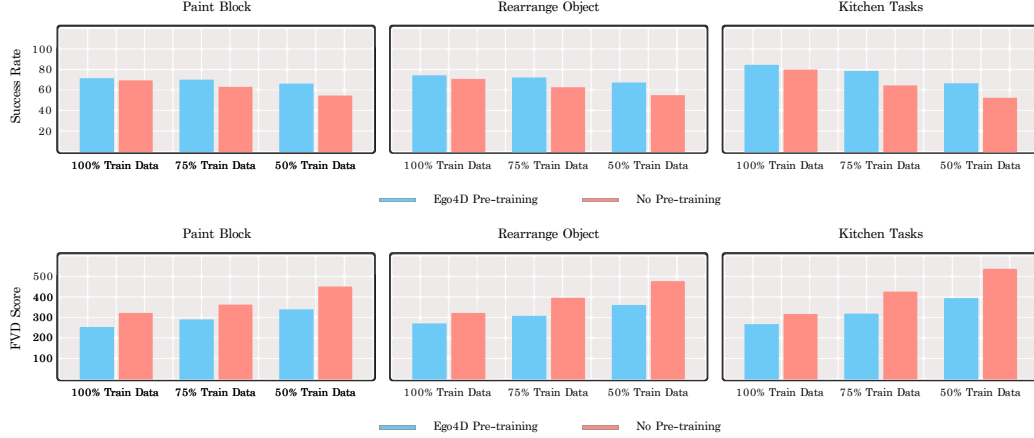 Paint Block
Rearrange Object
Kitchen Tasks
Success Rate
100
80
60
40
20
100% Train Data 75% Train Data 50% Train Data
100% Train Data 75% Train Data 50% Train Data
100% Train Data 75% Train Data 50% Train Data
Ego4D Pre-training No Pre-training
Paint Block
Rearrange Object
Kitchen Tasks
FVD Score
500
400
300
200
100
100% Train Data 75% Train Data 50% Train Data
100% Train Data 75% Train Data 50% Train Data
100% Train Data 75% Train Data 50% Train Data
Ego4D Pre-training No Pre-training